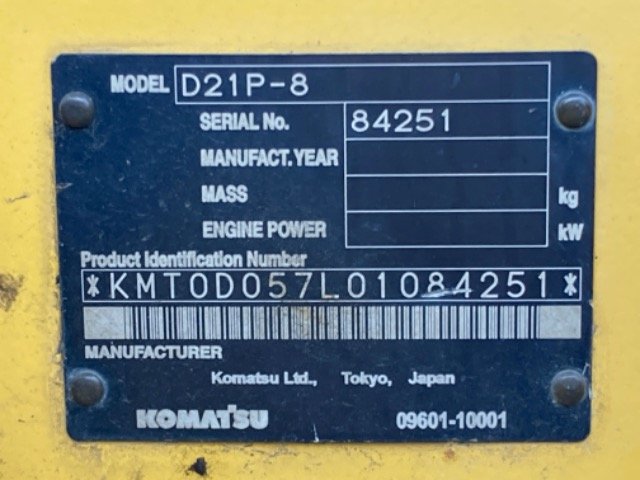 MODEL D21P-8
SERIAL No. 84251
MANUFACT. YEAR
MASS kg
ENGINE POWER kW
Product Identification Number
*KMT0D057L01084251*
MANUFACTURER
Komatsu Ltd., Tokyo, Japan
KOMATSU 09601-10001